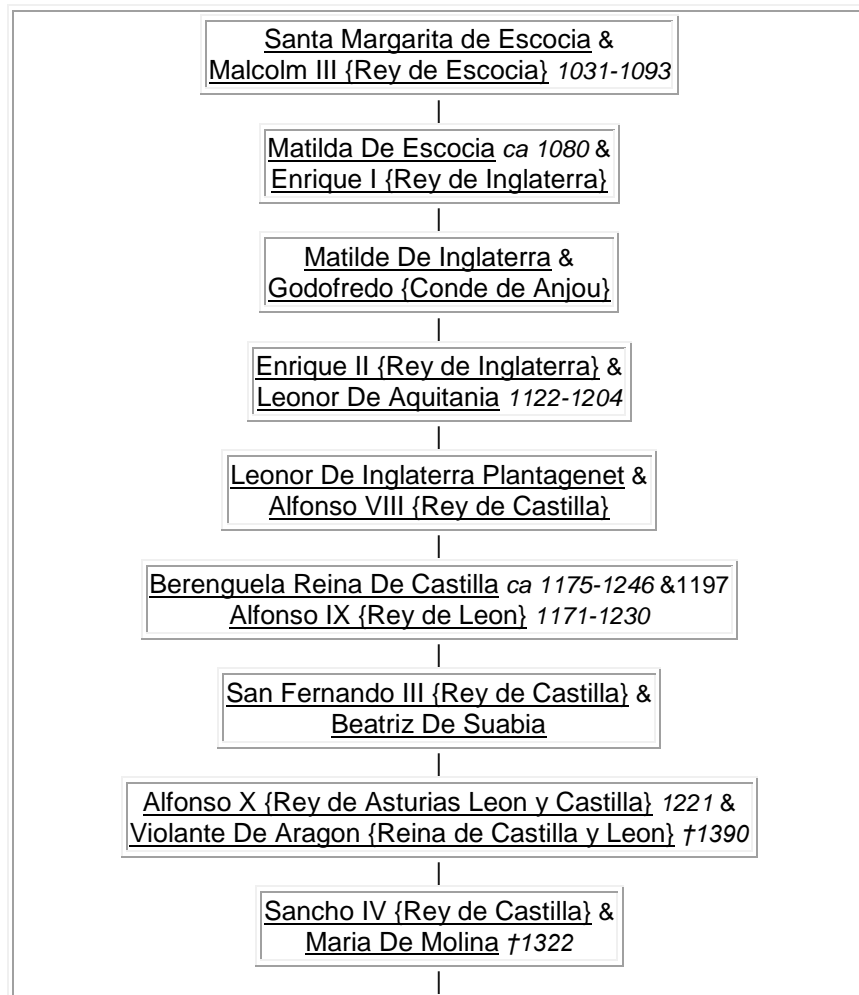 Santa Margarita de Escocia &
Malcolm III {Rey de Escocia} 1031-1093
Matilda De Escocia ca 1080 &
Enrique I {Rey de Inglaterra}
Matilde De Inglaterra &
Godofredo {Conde de Anjou}
Enrique II {Rey de Inglaterra} &
Leonor De Aquitania 1122-1204
Leonor De Inglaterra Plantagenet &
Alfonso VIII {Rey de Castilla}
Berenguela Reina De Castilla ca 1175-1246 &1197
Alfonso IX {Rey de Leon} 1171-1230
San Fernando III {Rey de Castilla} &
Beatriz De Suabia
Alfonso X {Rey de Asturias Leon y Castilla} 1221 &
Violante De Aragon {Reina de Castilla y Leon} †1390
Sancho IV {Rey de Castilla} &
Maria De Molina †1322